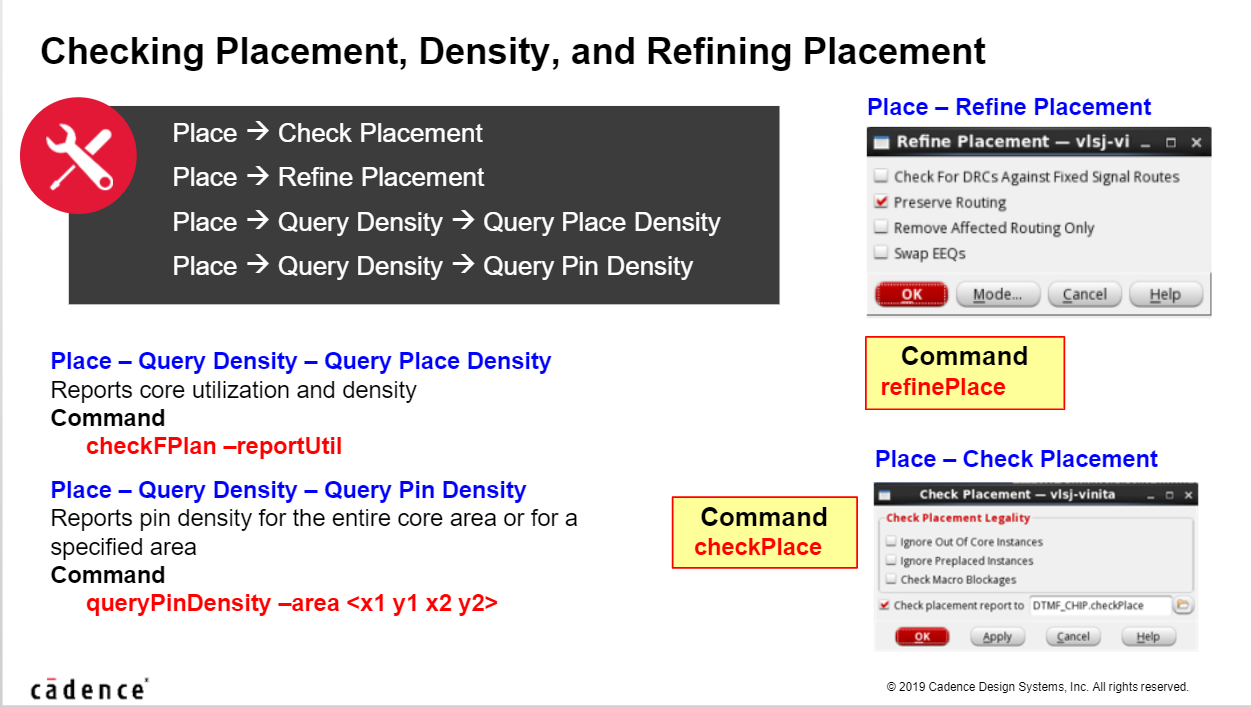 Checking Placement, Density, and Refining Placement
Place → Check Placement
Place → Refine Placement
Place → Query Density → Query Place Density
Place → Query Density → Query Pin Density
Place – Query Density – Query Place Density
Reports core utilization and density
Command
checkFPlan –reportUtil
Place – Query Density – Query Pin Density
Reports pin density for the entire core area or for a
specified area
Command
queryPinDensity –area <x1 y1 x2 y2>
Place – Refine Placement
Refine Placement — vlsj-vi
Check For DRCs Against Fixed Signal Routes
Preserve Routing
Remove Affected Routing Only
Swap EEQs
OK Mode... Cancel Help
Command
refinePlace
Command
checkPlace
Place – Check Placement
Check Placement — vlsj-vinita
Check Placement Legality
Ignore Out Of Core Instances
Ignore Preplaced Instances
Check Macro Blockages
Check placement report to DTMF_CHIP.checkPlace
OK Apply Cancel Help
cādence
© 2019 Cadence Design Systems, Inc. All rights reserved.